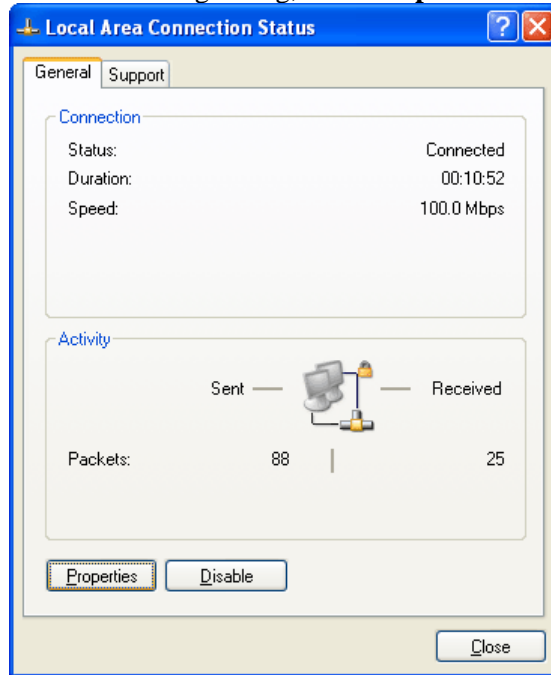 Local Area Connection Status
General Support
Connection
Status: Connected
Duration: 00:10:52
Speed: 100.0 Mbps
Activity
Sent Received
Packets: 88 25
Properties Disable
Close